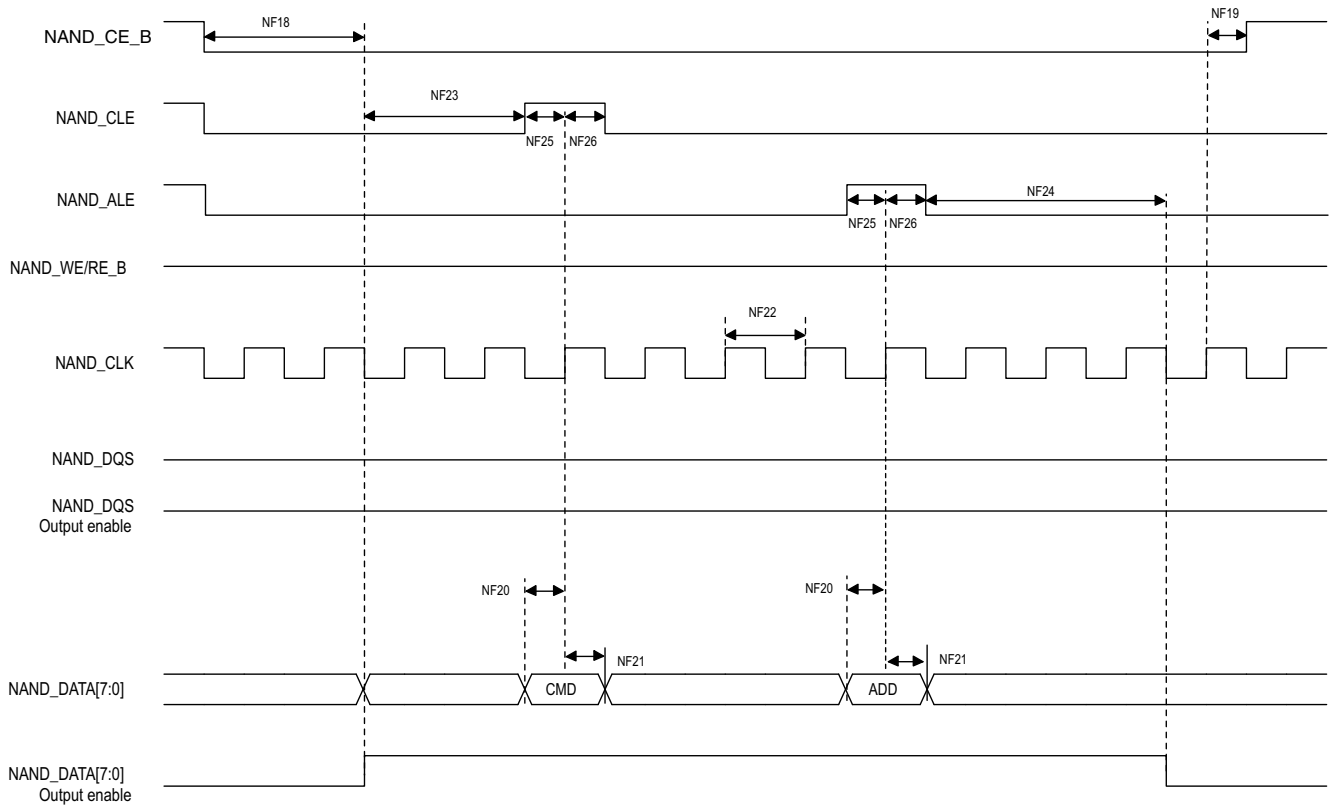 NF18
NF19
NAND_CE_B
NF23
NAND_CLE
NF25 NF26
NAND_ALE
NF24
NF25 NF26
NAND_WE/RE_B
NF22
NAND_CLK
NAND_DQS
NAND_DQS
Output enable
NF20
NF20
NF21
NF21
NAND_DATA[7:0]
CMD
ADD
NAND_DATA[7:0]
Output enable